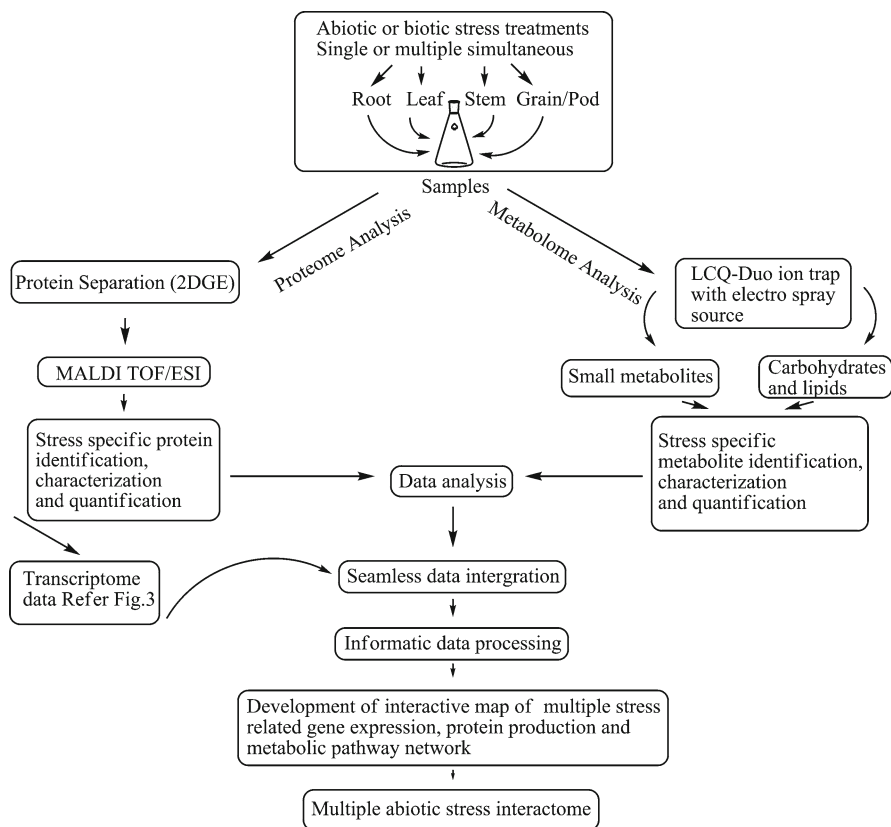 Abiotic or biotic stress treatments
Single or multiple simultaneous
Root Leaf Stem Grain/Pod
Samples
Proteome Analysis
Metabolome Analysis
Protein Separation (2DGE)
LCQ-Duo ion trap
with electro spray
source
MALDI TOF/ESI
Small metabolites
Carbohydrates
and lipids
Stress specific protein
identification,
characterization
and quantification
Data analysis
Stress specific
metabolite identification,
characterization
and quantification
Transcriptome
data Refer Fig.3
Seamless data intergration
Informatic data processing
Development of interactive map of multiple stress
related gene expression, protein production and
metabolic pathway network
Multiple abiotic stress interactome